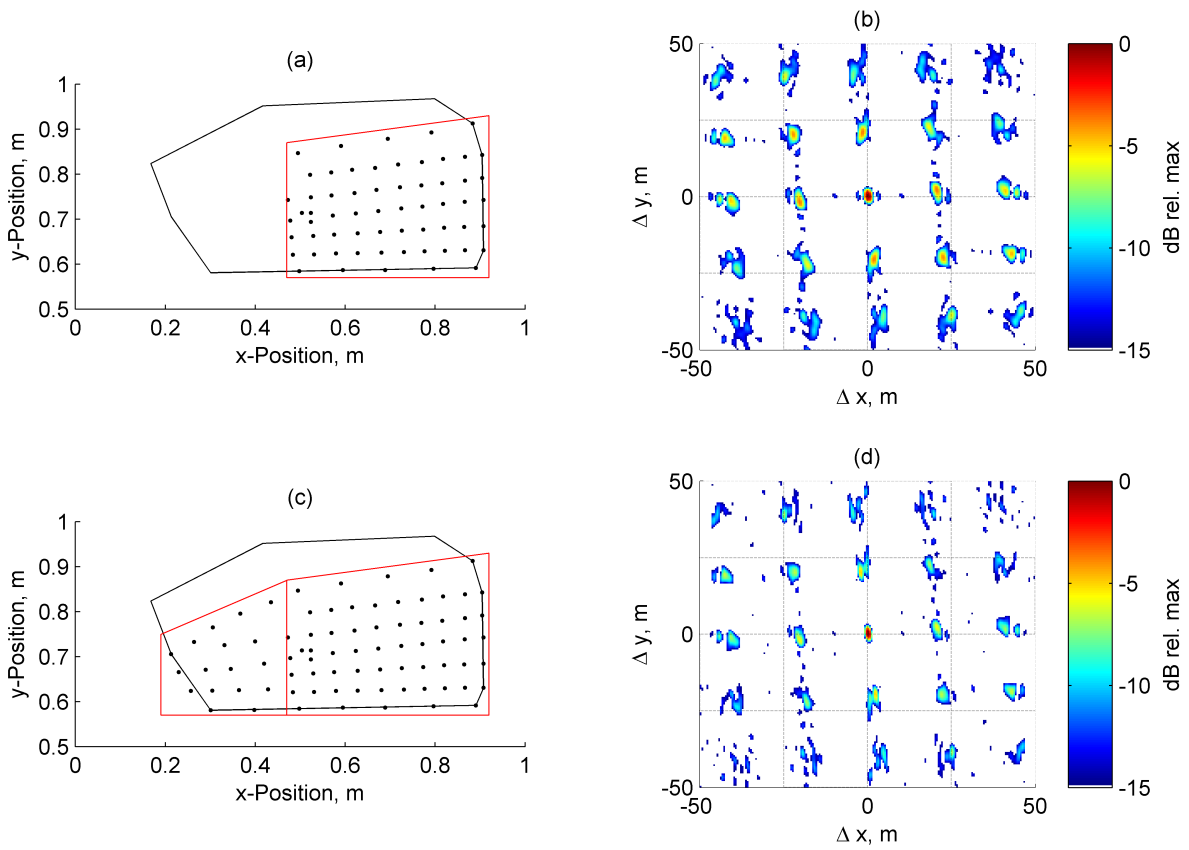 (a)
1
0.9
0.8
0.7
0.6
0.5
0 0.2 0.4 0.6 0.8 1
x-Position, m
y-Position, m
(b)
50
0
-50
-50 0 50
Δ x, m
Δ y, m
0
-5
-10
-15
dB rel. max
(c)
1
0.9
0.8
0.7
0.6
0.5
0 0.2 0.4 0.6 0.8 1
x-Position, m
y-Position, m
(d)
50
0
-50
-50 0 50
Δ x, m
Δ y, m
0
-5
-10
-15
dB rel. max